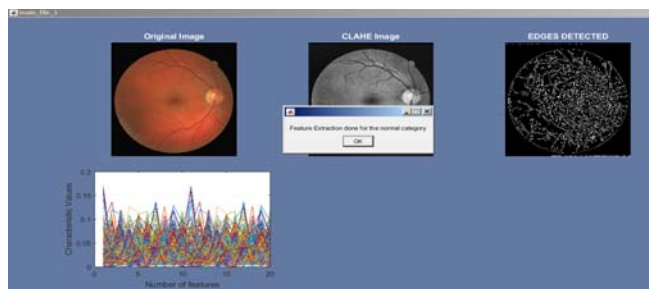 Original Image
CLAHE Image
EDGES DETECTED
Feature Extraction done for the normal category
OK
0.2
0.15
0.1
0.05
0
Characteristic Values
0 5 10 15 20
Number of features